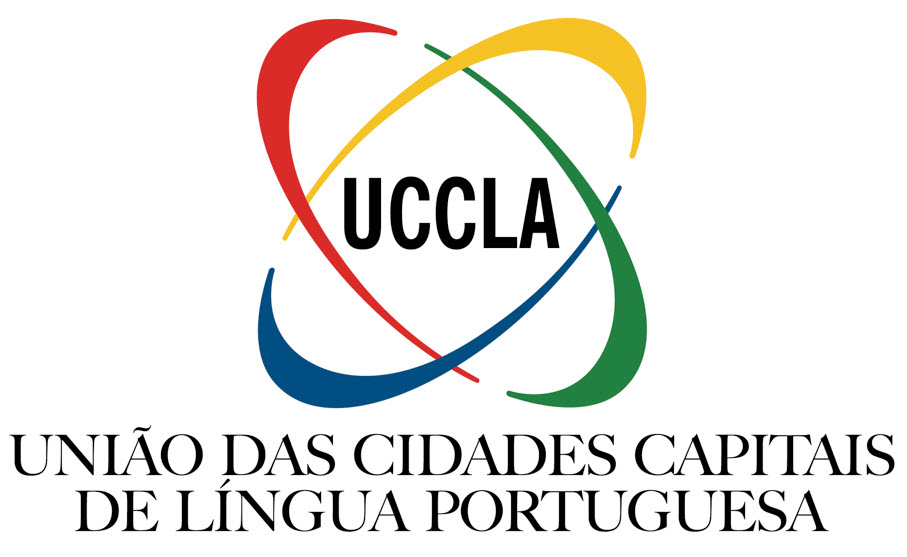 UCCLA
UNIÃO DAS CIDADES CAPITAIS
DE LÍNGUA PORTUGUESA